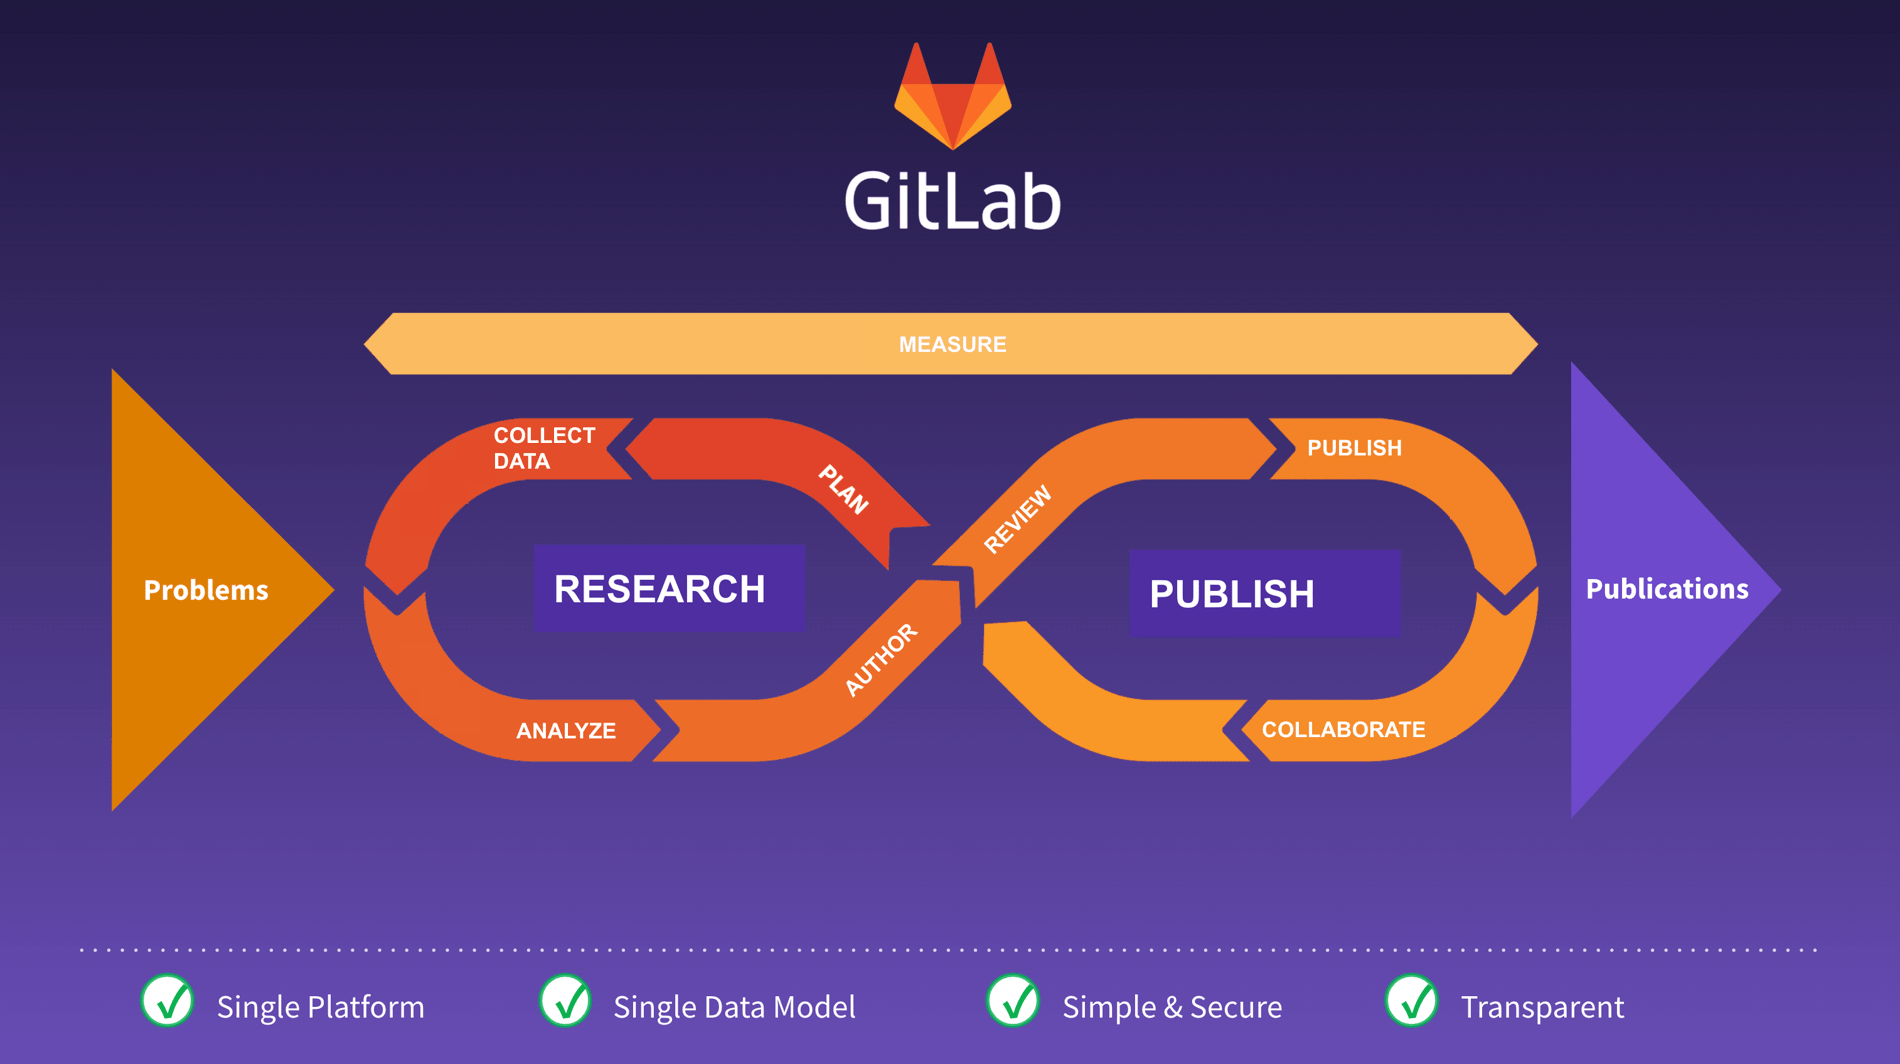 GitLab
MEASURE
COLLECT
DATA
PLAN
REVIEW
PUBLISH
Problems
RESEARCH
PUBLISH
Publications
AUTHOR
ANALYZE
COLLABORATE
Single Platform
Single Data Model
Simple & Secure
Transparent